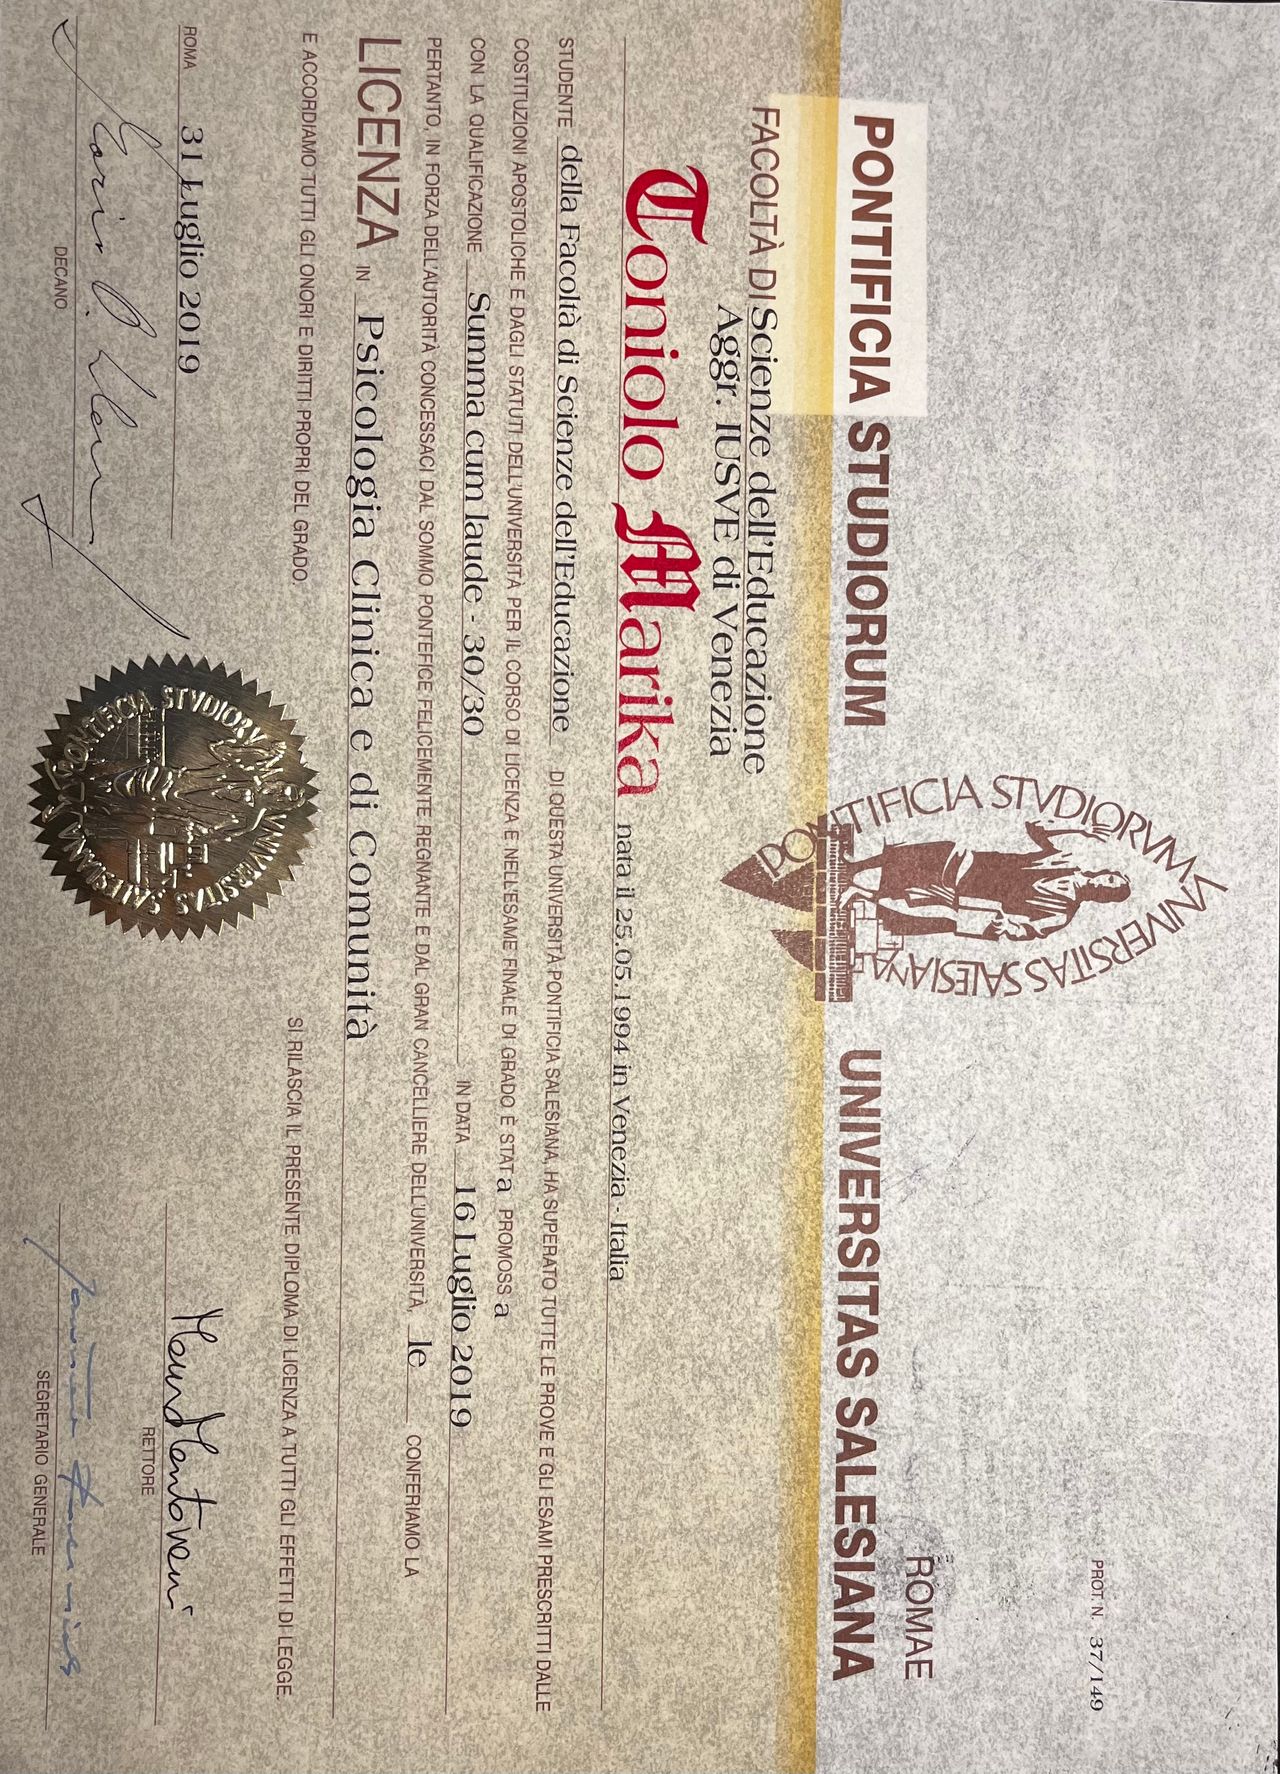 PROT. N. 37/149
PONTIFICIA STVDIORVM VNIVERSITAS SALESIANA
ROMAE
PONTIFICIA STUDIORUM UNIVERSITAS SALESIANA
FACOLTÀ DI Scienze dell'Educazione
Aggr. IUSVE di Venezia
Toniolo Marika nata il 25.05.1994 in Venezia - Italia
STUDENTE della Facoltà di Scienze dell'Educazione DI QUESTA UNIVERSITÀ PONTIFICIA SALESIANA, HA SUPERATO TUTTE LE PROVE E GLI ESAMI PRESCRITTI DALLE
COSTITUZIONI APOSTOLICHE E DAGLI STATUTI DELL'UNIVERSITÀ PER IL CORSO DI LICENZA E NELL'ESAME FINALE DI GRADO È STATa PROMOSSa
CON LA QUALIFICAZIONE Summa cum laude - 30/30 IN DATA 16 Luglio 2019
PERTANTO, IN FORZA DELL'AUTORITÀ CONCESSACI DAL SOMMO PONTEFICE FELICEMENTE REGNANTE E DAL GRAN CANCELLIERE DELL'UNIVERSITÀ, le CONFERIAMO LA
LICENZA IN Psicologia Clinica e di Comunità
E ACCORDIAMO TUTTI GLI ONORI E DIRITTI PROPRI DEL GRADO. SI RILASCIA IL PRESENTE DIPLOMA DI LICENZA A TUTTI GLI EFFETTI DI LEGGE.
ROMA 31 Luglio 2019
PONTIFICIA STVDIORVM VNIVERSITAS SALESIANA
RETTORE
DECANO
SEGRETARIO GENERALE